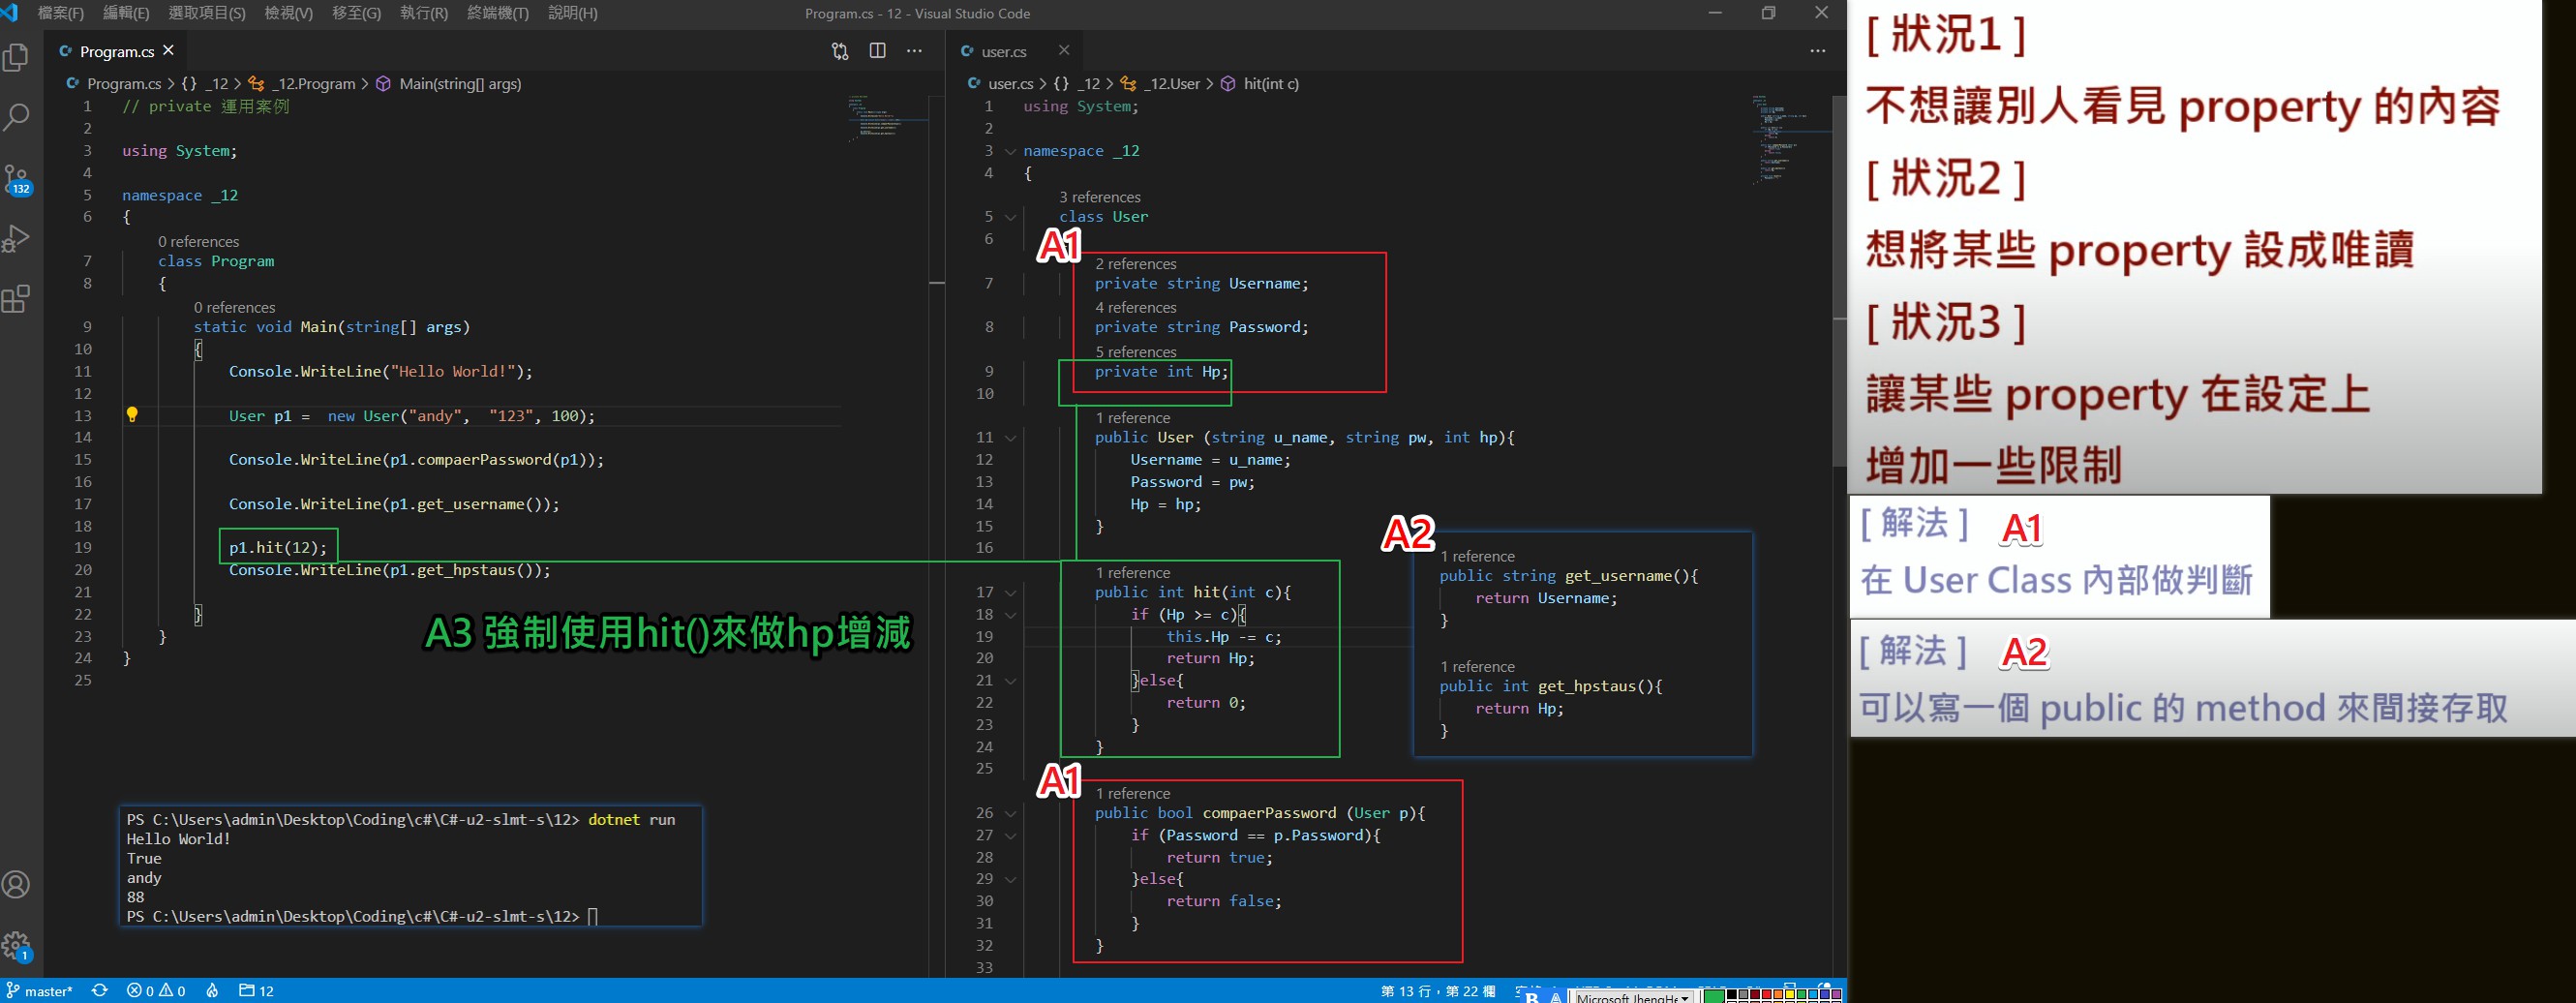 檔案(F) 編輯(E) 選取項目(S) 檢視(V) 移至(G) 執行(R) 終端機(T) 說明(H)
Program.cs - 12 - Visual Studio Code
Program.cs
Program.cs > {} _12 > _12.Program > Main(string[] args)
1 // private 運用案例
2
3 using System;
4
5 namespace _12
6 {
0 references
7 class Program
8 {
0 references
9 static void Main(string[] args)
10 {
11 Console.WriteLine("Hello World!");
12
13 User p1 =  new User("andy",  "123", 100);
14
15 Console.WriteLine(p1.compaerPassword(p1));
16
17 Console.WriteLine(p1.get_username());
18
19 p1.hit(12);
20 Console.WriteLine(p1.get_hpstaus());
21
22 }
23 }
24 }
25
A3 強制使用hit()來做hp增減
PS C:\Users\admin\Desktop\Coding\c#\C#-u2-slmt-s\12> dotnet run
Hello World!
True
andy
88
PS C:\Users\admin\Desktop\Coding\c#\C#-u2-slmt-s\12>
132
1
user.cs
user.cs > {} _12 > _12.User > hit(int c)
1 using System;
2
3 namespace _12
4 {
3 references
5 class User
6
A1
2 references
7 private string Username;
4 references
8 private string Password;
5 references
9 private int Hp;
10
1 reference
11 public User (string u_name, string pw, int hp){
12 Username = u_name;
13 Password = pw;
14 Hp = hp;
15 }
16
1 reference
17 public int hit(int c){
18 if (Hp >= c){
19 this.Hp -= c;
20 return Hp;
21 }else{
22 return 0;
23 }
24 }
25
A2
1 reference
public string get_username(){
return Username;
}
1 reference
public int get_hpstaus(){
return Hp;
}
A1
1 reference
26 public bool compaerPassword (User p){
27 if (Password == p.Password){
28 return true;
29 }else{
30 return false;
31 }
32 }
33
[ 狀況1 ]
不想讓別人看見 property 的內容
[ 狀況2 ]
想將某些 property 設成唯讀
[ 狀況3 ]
讓某些 property 在設定上
增加一些限制
[ 解法 ] A1
在 User Class 內部做判斷
[ 解法 ] A2
可以寫一個 public 的 method 來間接存取
master* 0 0 12
第 13 行，第 22 欄
B A Microsoft JhengHe